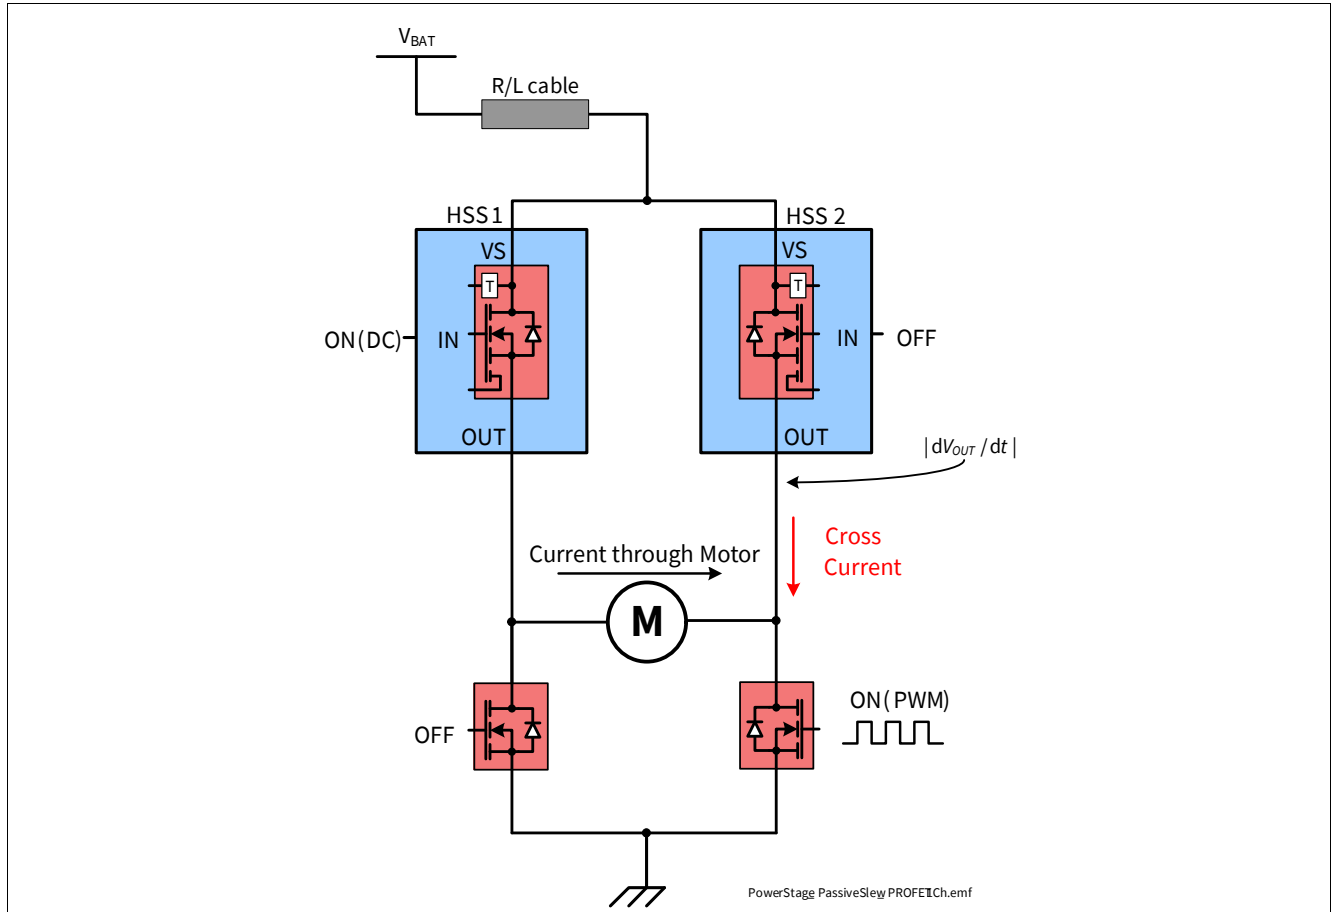 VBAT
R/L cable
HSS 1
HSS 2
VS
VS
T
T
ON(DC)
IN
IN
OFF
OUT
OUT
|dVOUT /dt|
Cross
Current
Current through Motor
M
OFF
ON(PWM)
PowerStage PassiveSlew PROFET1Ch.emf